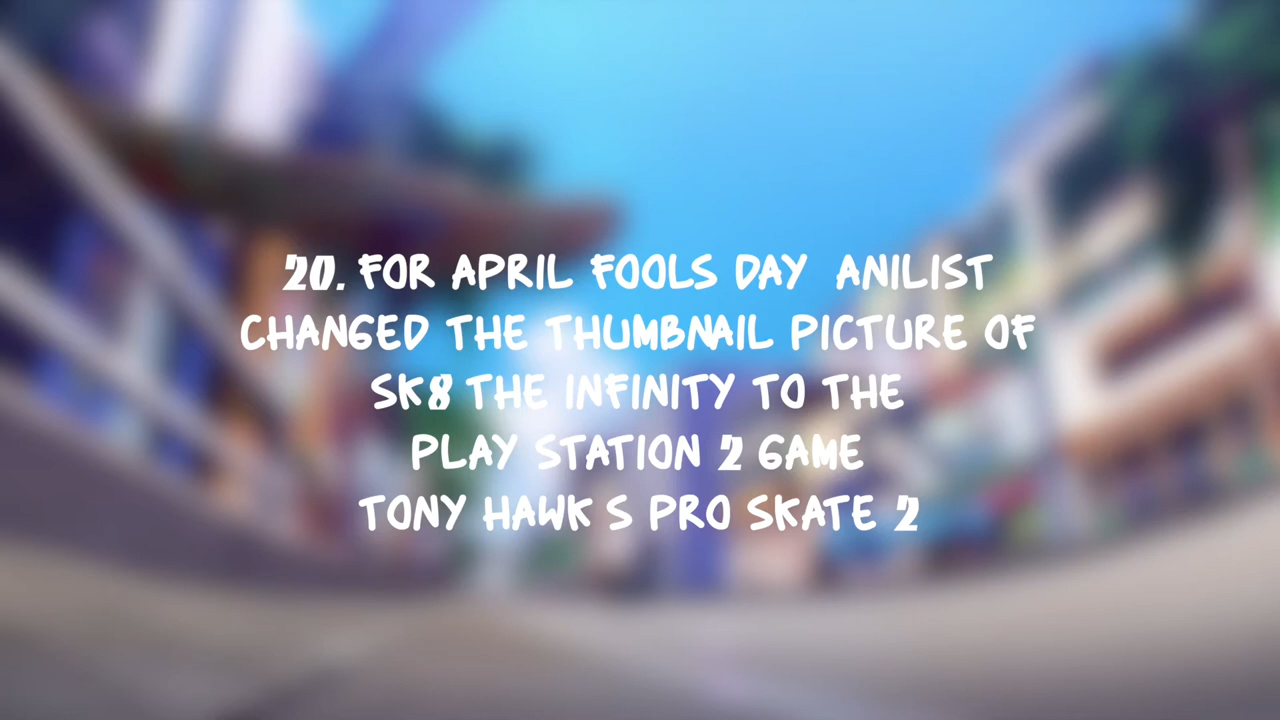 20. FOR APRIL FOOLS DAY  ANILIST
CHANGED THE THUMBNAIL PICTURE OF
SK8 THE INFINITY TO THE
PLAY STATION 2 GAME
TONY HAWK S PRO SKATE 2